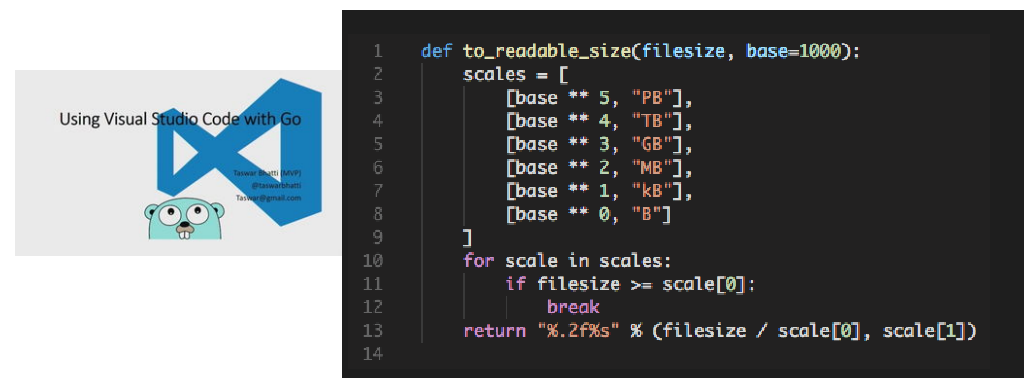 Using Visual Studio Code with Go
Taswar Bhatti (MVP)
@taswarbhatti
Taswar@gmail.com
1 def to_readable_size(filesize, base=1000):
2 scales = [
3 [base ** 5, "PB"],
4 [base ** 4, "TB"],
5 [base ** 3, "GB"],
6 [base ** 2, "MB"],
7 [base ** 1, "kB"],
8 [base ** 0, "B"]
9 ]
10 for scale in scales:
11 if filesize >= scale[0]:
12 break
13 return "%.2f%s" % (filesize / scale[0], scale[1])
14